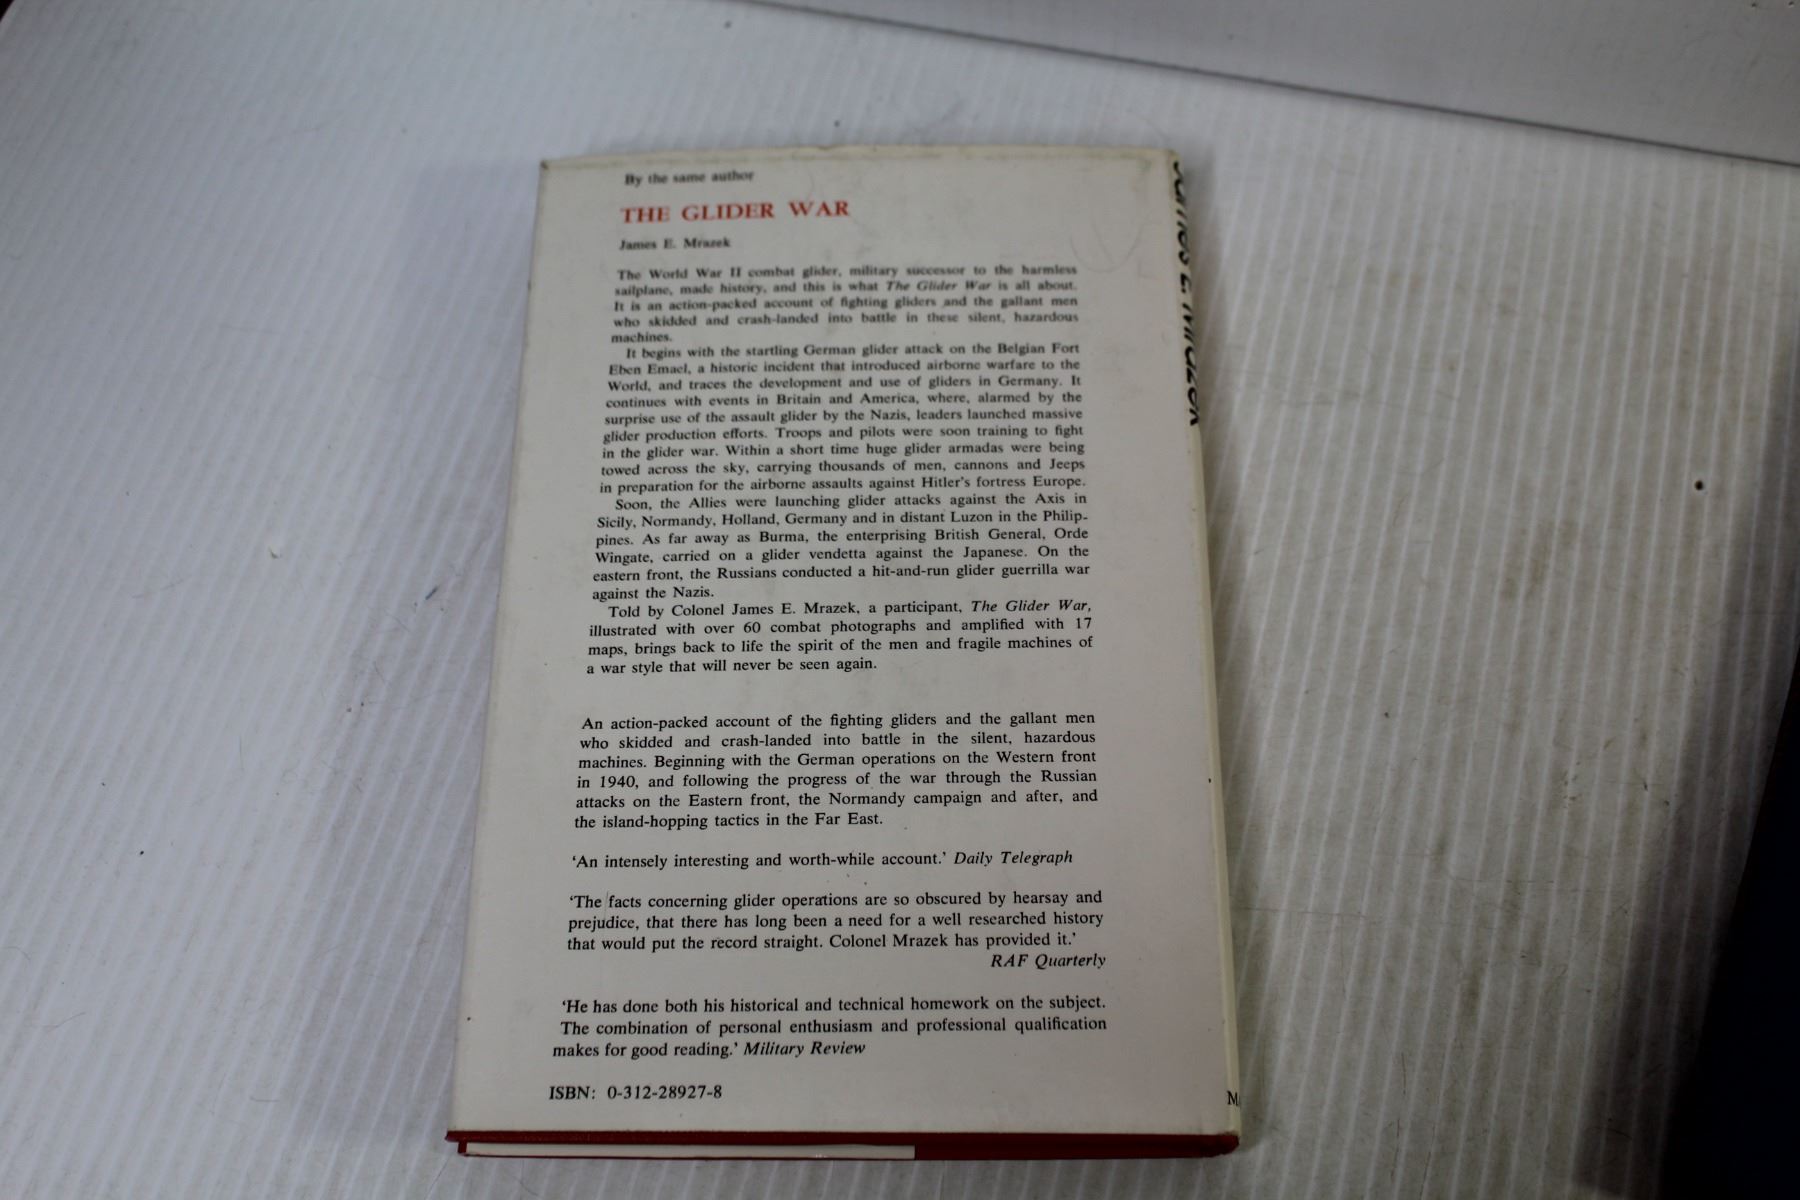 By the same author
THE GLIDER WAR
James E. Mrazek
The World War II combat glider, military successor to the harmless
sailplane, made history, and this is what The Glider War is all about.
It is an action-packed account of fighting gliders and the gallant men
who skidded and crash-landed into battle in these silent, hazardous
machines.
It begins with the startling German glider attack on the Belgian Fort
Eben Emael, a historic incident that introduced airborne warfare to the
World, and traces the development and use of gliders in Germany. It
continues with events in Britain and America, where, alarmed by the
surprise use of the assault glider by the Nazis, leaders launched massive
glider production efforts. Troops and pilots were soon training to fight
in the glider war. Within a short time huge glider armadas were being
towed across the sky, carrying thousands of men, cannons and Jeeps
in preparation for the airborne assaults against Hitler's fortress Europe.
Soon, the Allies were launching glider attacks against the Axis in
Sicily, Normandy, Holland, Germany and in distant Luzon in the Philip-
pines. As far away as Burma, the enterprising British General, Orde
Wingate, carried on a glider vendetta against the Japanese. On the
eastern front, the Russians conducted a hit-and-run glider guerrilla war
against the Nazis.
Told by Colonel James E. Mrazek, a participant, The Glider War,
illustrated with over 60 combat photographs and amplified with 17
maps, brings back to life the spirit of the men and fragile machines of
a war style that will never be seen again.
An action-packed account of the fighting gliders and the gallant men
who skidded and crash-landed into battle in the silent, hazardous
machines. Beginning with the German operations on the Western front
in 1940, and following the progress of the war through the Russian
attacks on the Eastern front, the Normandy campaign and after, and
the island-hopping tactics in the Far East.
'An intensely interesting and worth-while account.' Daily Telegraph
'The facts concerning glider operations are so obscured by hearsay and
prejudice, that there has long been a need for a well researched history
that would put the record straight. Colonel Mrazek has provided it.'
RAF Quarterly
'He has done both his historical and technical homework on the subject.
The combination of personal enthusiasm and professional qualification
makes for good reading.' Military Review
ISBN: 0-312-28927-8
James E. Mrazek